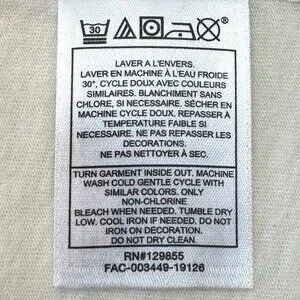 30
LAVER A L'ENVERS.
LAVER EN MACHINE À L'EAU FROIDE
30°, CYCLE DOUX AVEC COULEURS
SIMILAIRES. BLANCHIMENT SANS
CHLORE, SI NECESSAIRE. SÉCHER EN
MACHINE CYCLE DOUX. REPASSER À
TEMPERATURE FAIBLE SI
NECESSAIRE. NE PAS REPASSER LES
DECORATIONS.
NE PAS NETTOYER À SEC.
TURN GARMENT INSIDE OUT. MACHINE
WASH COLD GENTLE CYCLE WITH
SIMILAR COLORS. ONLY
NON-CHLORINE
BLEACH WHEN NEEDED. TUMBLE DRY
LOW. COOL IRON IF NEEDED. DO NOT
IRON ON DECORATION.
DO NOT DRY CLEAN
RN#129855
FAC-003449-19126